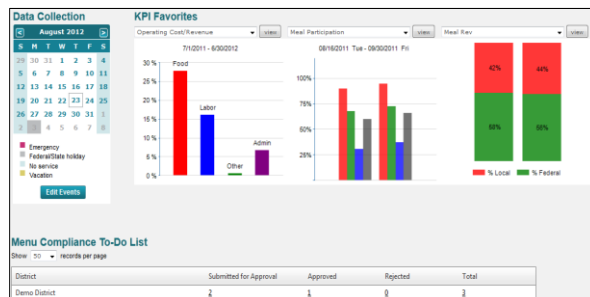 Data Collection
KPI Favorites
< August 2012 >
S M T W T F S
29 30 31 1 2 3 4
5 6 7 8 9 10 11
12 13 14 15 16 17 18
19 20 21 22 23 24 25
26 27 28 29 30 31 1
2 3 4 5 6 7 8
Emergency
Federal/State holiday
No service
Vacation
Edit Events
Operating Cost/Revenue view
7/1/2011 - 6/30/2012
30 %
25 %
20 %
15 %
10 %
5 %
0 %
Food
Labor
Other
Admin
Meal Participation view
08/16/2011 Tue - 09/30/2011 Fri
100%
75%
50%
25%
Meal Rev view
42% 44%
% Local % Federal
Menu Compliance To-Do List
Show 50 records per page
District Submitted for Approval Approved Rejected Total
Demo District 2 1 0 3